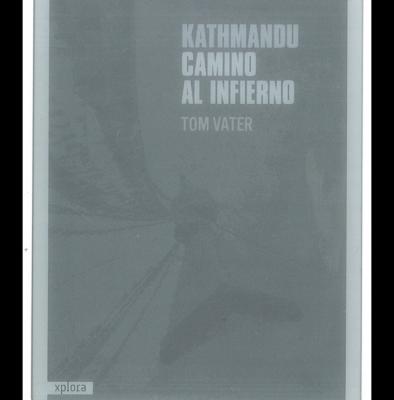 KATHMANDU
CAMINO
AL INFIERNO
TOM VATER
xplora